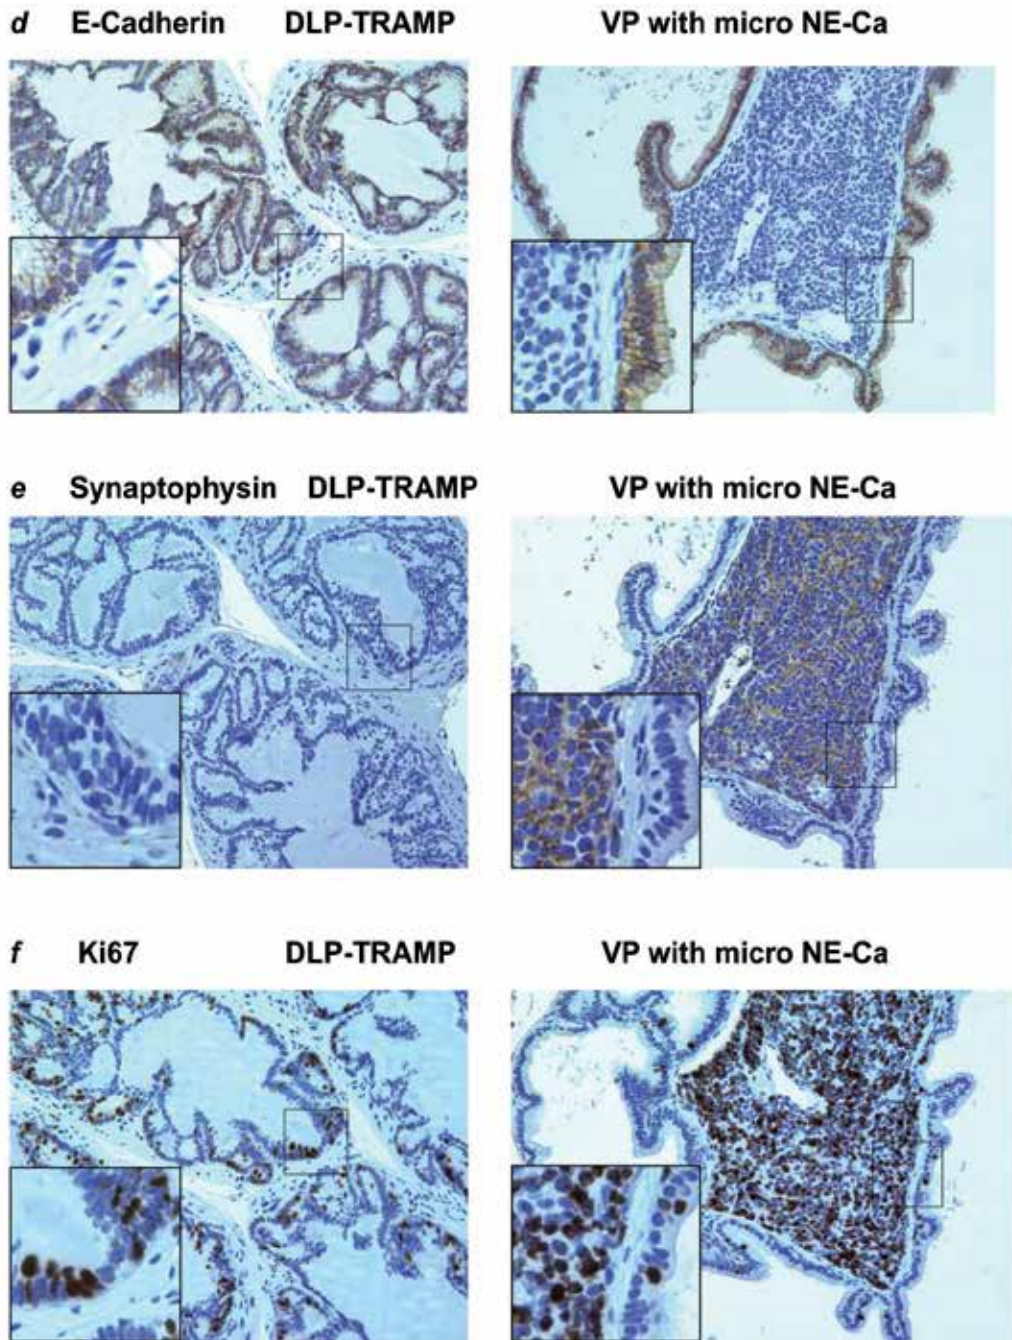 d E-Cadherin DLP-TRAMP VP with micro NE-Ca
e Synaptophysin DLP-TRAMP VP with micro NE-Ca
f Ki67 DLP-TRAMP VP with micro NE-Ca